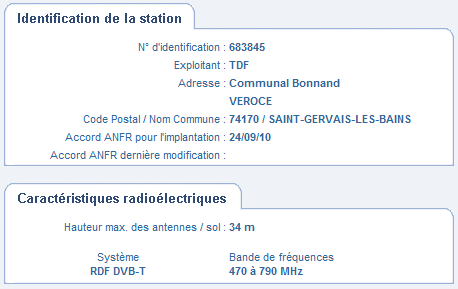 Identification de la station
N° d'identification : 683845
Exploitant : TDF
Adresse : Communal Bonnand
VEROCE
Code Postal / Nom Commune : 74170 / SAINT-GERVAIS-LES-BAINS
Accord ANFR pour l'implantation : 24/09/10
Accord ANFR dernière modification :
Caractéristiques radioélectriques
Hauteur max. des antennes / sol : 34 m
Système Bande de fréquences
RDF DVB-T 470 à 790 MHz